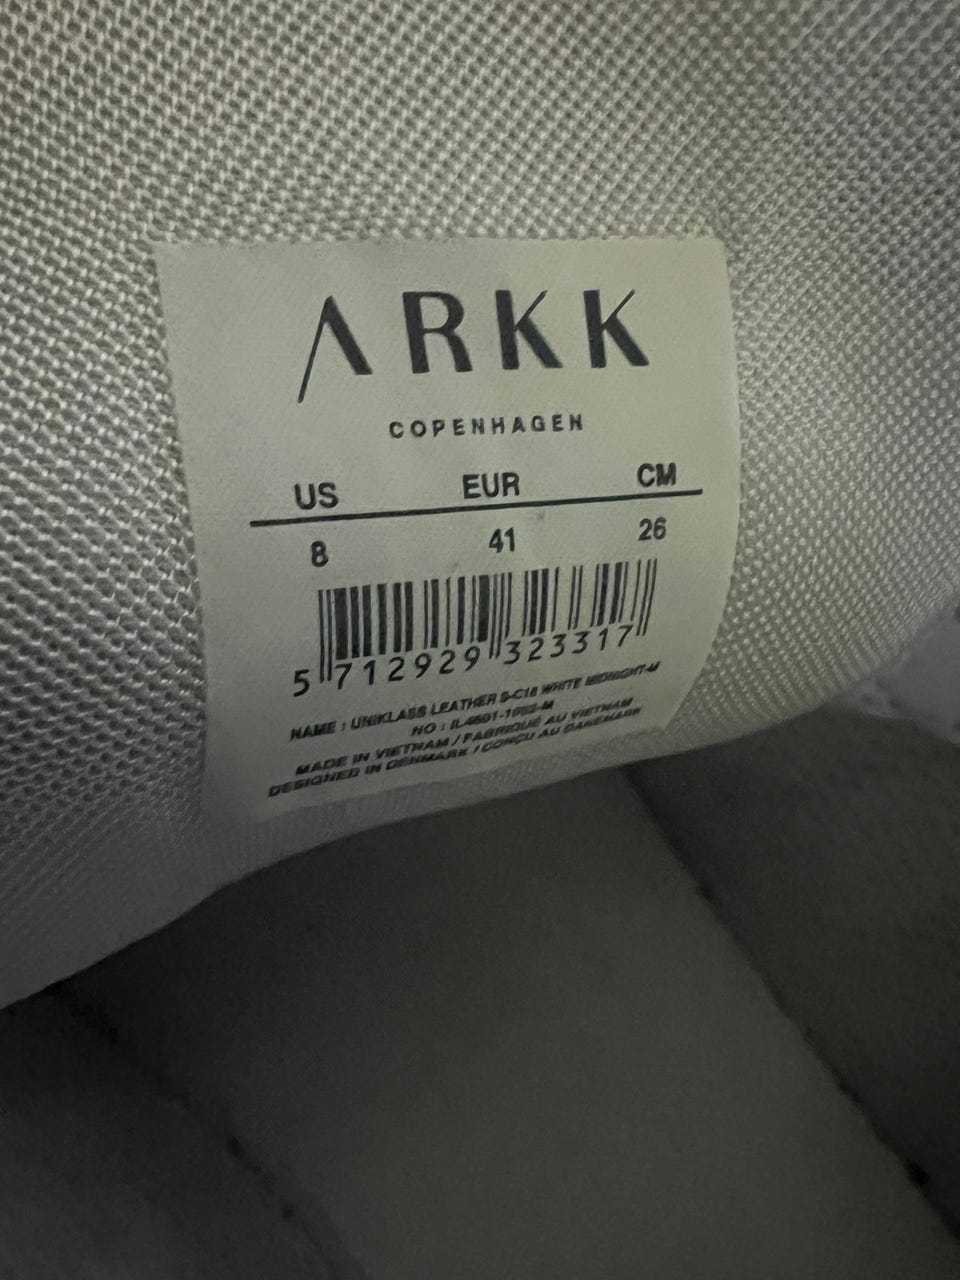 ARKK
COPENHAGEN
US EUR CM
8 41 26
5 712929 323317
NAME : UNIKLASS LEATHER S-C18 WHITE MIDNIGHT-M
NO :
MADE IN VIETNAM / FABRIQUÉ AU VIETNAM
DESIGNED IN DENMARK / CONÇU AU DANEMARK